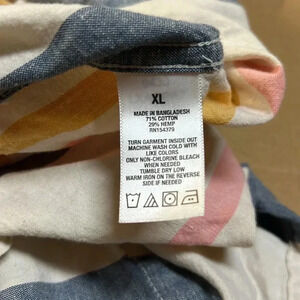 XL
MADE IN BANGLADESH
71% COTTON
29% HEMP
RN154379
TURN GARMENT INSIDE OUT
MACHINE WASH COLD WITH
LIKE COLORS
ONLY NON-CHLORINE BLEACH
WHEN NEEDED
TUMBLE DRY LOW
WARM IRON ON THE REVERSE
SIDE IF NEEDED